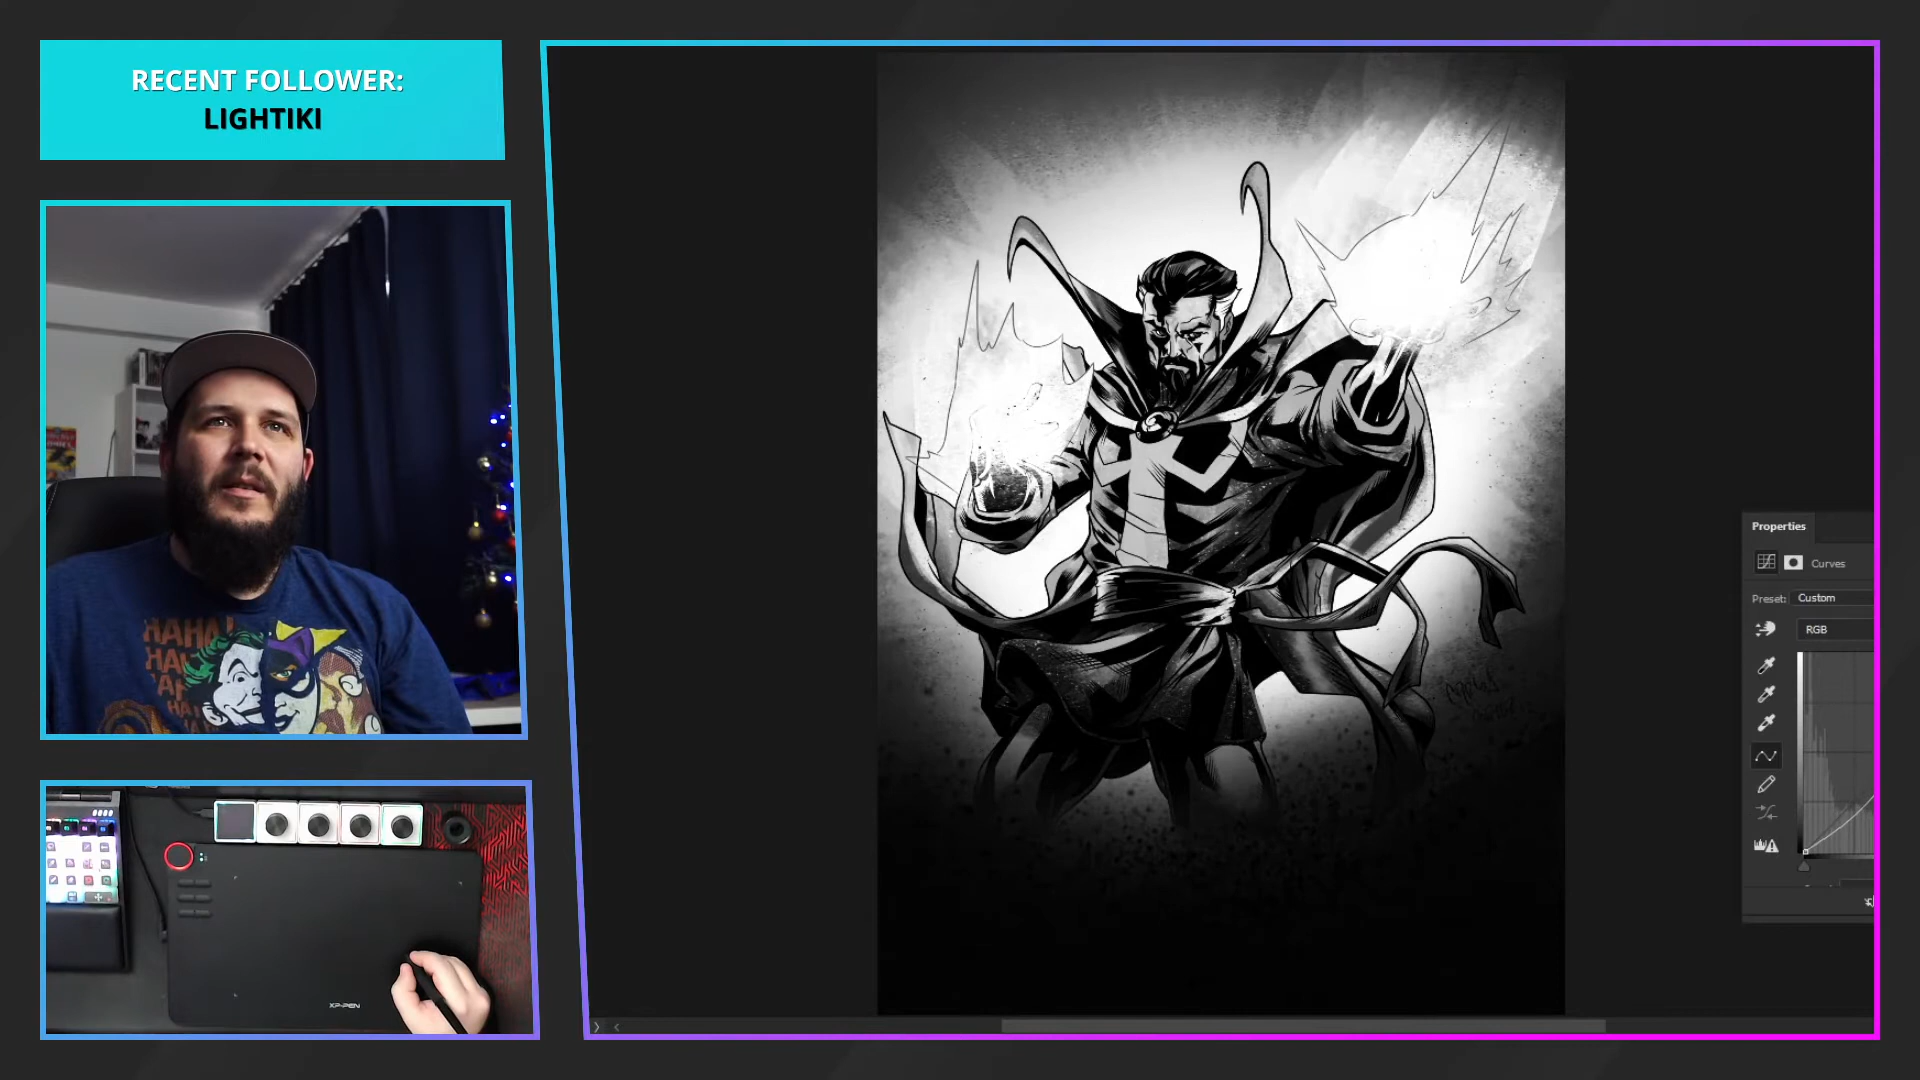 RECENT FOLLOWER:
LIGHTIKI
HAHA!
XP-PEN
Properties
Curves
Preset: Custom
RGB